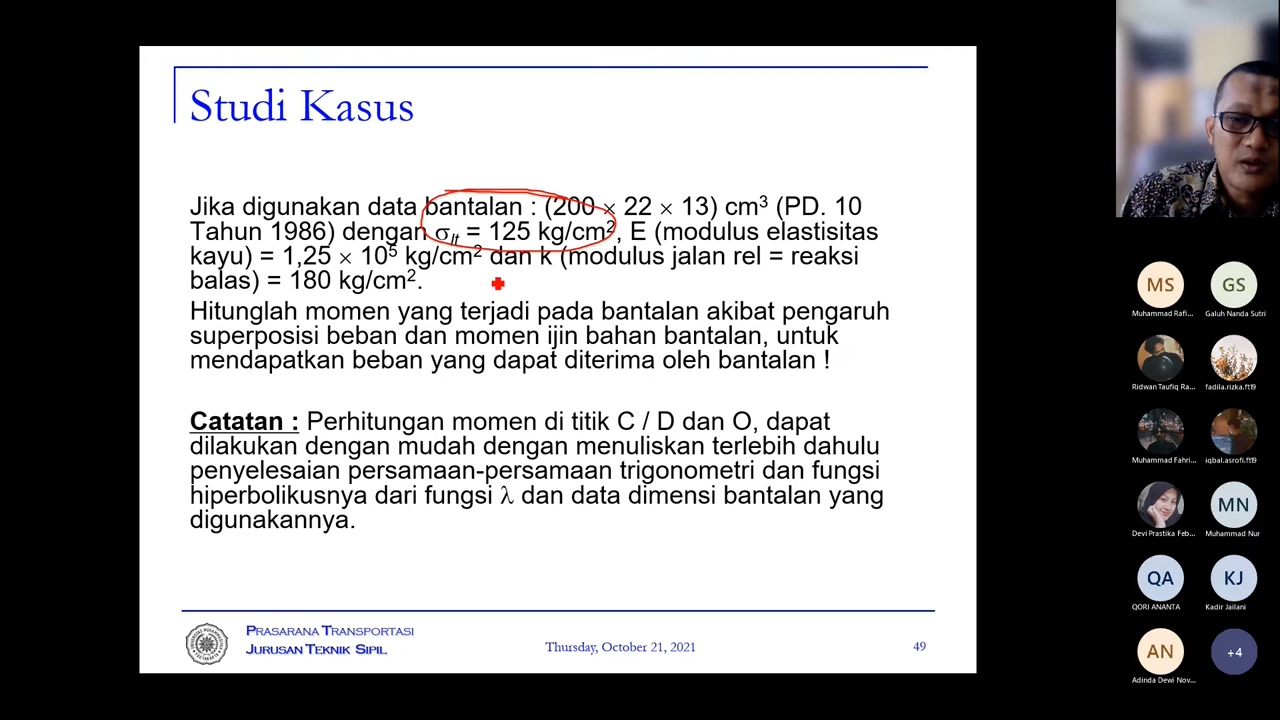 Studi Kasus
Jika digunakan data bantalan : (200 × 22 × 13) cm³ (PD. 10
Tahun 1986) dengan σlt = 125 kg/cm², E (modulus elastisitas
kayu) = 1,25 × 10⁵ kg/cm² dan k (modulus jalan rel = reaksi
balas) = 180 kg/cm².
Hitunglah momen yang terjadi pada bantalan akibat pengaruh
superposisi beban dan momen ijin bahan bantalan, untuk
mendapatkan beban yang dapat diterima oleh bantalan !
Catatan : Perhitungan momen di titik C / D dan O, dapat
dilakukan dengan mudah dengan menuliskan terlebih dahulu
penyelesaian persamaan-persamaan trigonometri dan fungsi
hiperbolikusnya dari fungsi λ dan data dimensi bantalan yang
digunakannya.
PRASARANA TRANSPORTASI
JURUSAN TEKNIK SIPIL
Thursday, October 21, 2021
49
MS
GS
Muhammad Rafi...
Galuh Nanda Sutri
Ridwan Taufiq Ra...
fadila.rizka.ft19
Muhammad Fahri...
iqbal.asrofi.ft19
MN
Devi Prastika Feb...
Muhammad Nur
QA
KJ
QORI ANANTA
Kadir Jailani
AN
+4
Adinda Dewi Nov...